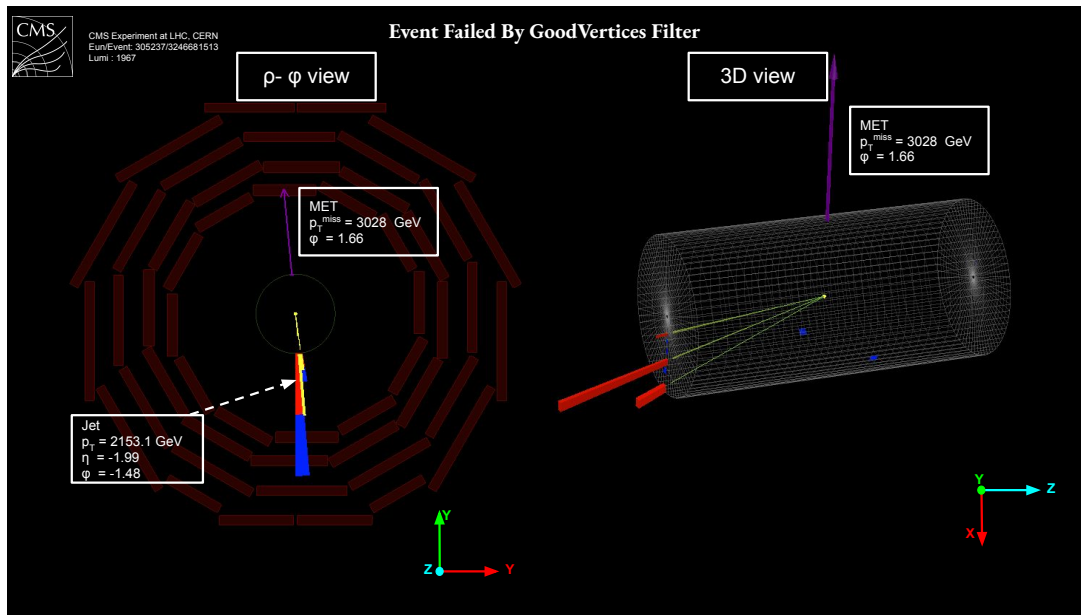 CMS
CMS Experiment at LHC, CERN
Eun/Event: 305237/3246681513
Lumi : 1967
Event Failed By GoodVertices Filter
ρ- φ view
3D view
MET
pTmiss = 3028 GeV
φ = 1.66
MET
pTmiss = 3028 GeV
φ = 1.66
Jet
pT = 2153.1 GeV
η = -1.99
φ = -1.48
Y
Z
Y
Y
Z
X